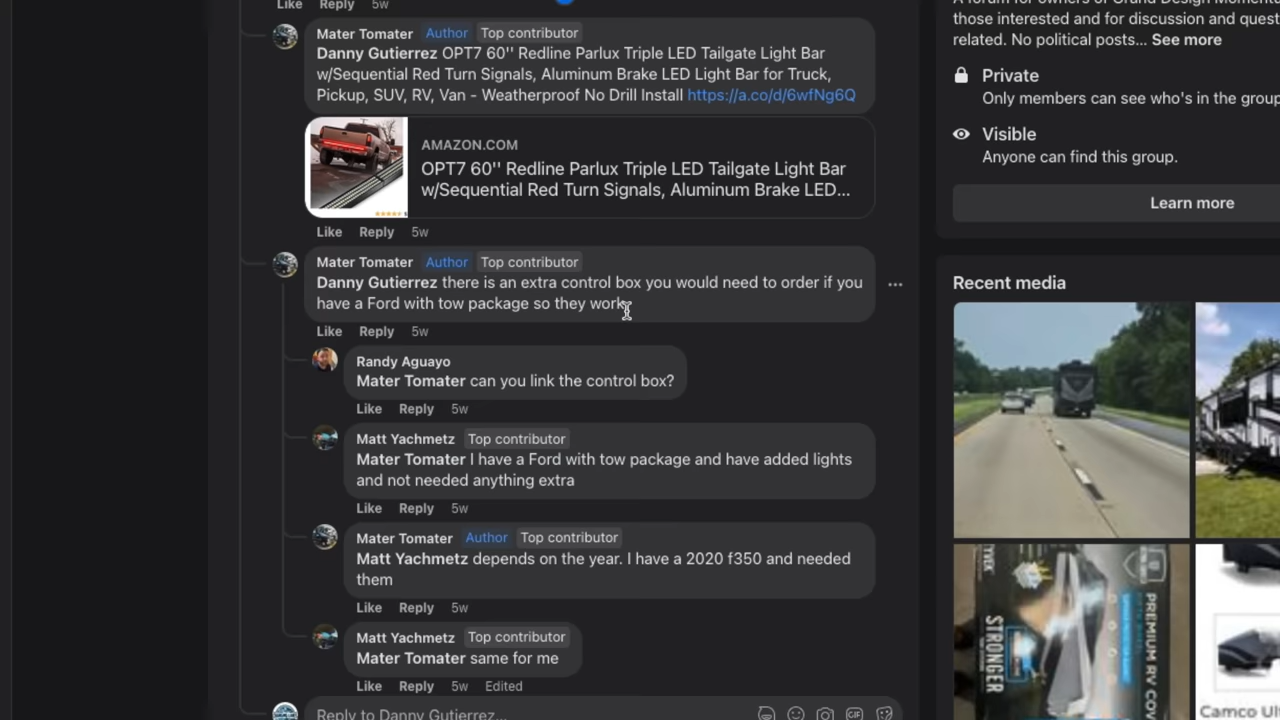 Like Reply 5w
Mater Tomater Author Top contributor
Danny Gutierrez OPT7 60'' Redline Parlux Triple LED Tailgate Light Bar
w/Sequential Red Turn Signals, Aluminum Brake LED Light Bar for Truck,
Pickup, SUV, RV, Van - Weatherproof No Drill Install https://a.co/d/6wfNg6Q
AMAZON.COM
OPT7 60'' Redline Parlux Triple LED Tailgate Light Bar
w/Sequential Red Turn Signals, Aluminum Brake LED...
Like Reply 5w
Mater Tomater Author Top contributor
Danny Gutierrez there is an extra control box you would need to order if you
have a Ford with tow package so they work.
Like Reply 5w
Randy Aguayo
Mater Tomater can you link the control box?
Like Reply 5w
Matt Yachmetz Top contributor
Mater Tomater I have a Ford with tow package and have added lights
and not needed anything extra
Like Reply 5w
Mater Tomater Author Top contributor
Matt Yachmetz depends on the year. I have a 2020 f350 and needed
them
Like Reply 5w
Matt Yachmetz Top contributor
Mater Tomater same for me
Like Reply 5w Edited
Reply to Danny Gutierrez...
GIF
those interested and for discussion and quest
related. No political posts... See more
Private
Only members can see who's in the group
Visible
Anyone can find this group.
Learn more
Recent media
STRONGER
PREMIUM RV COV
Camco Ul